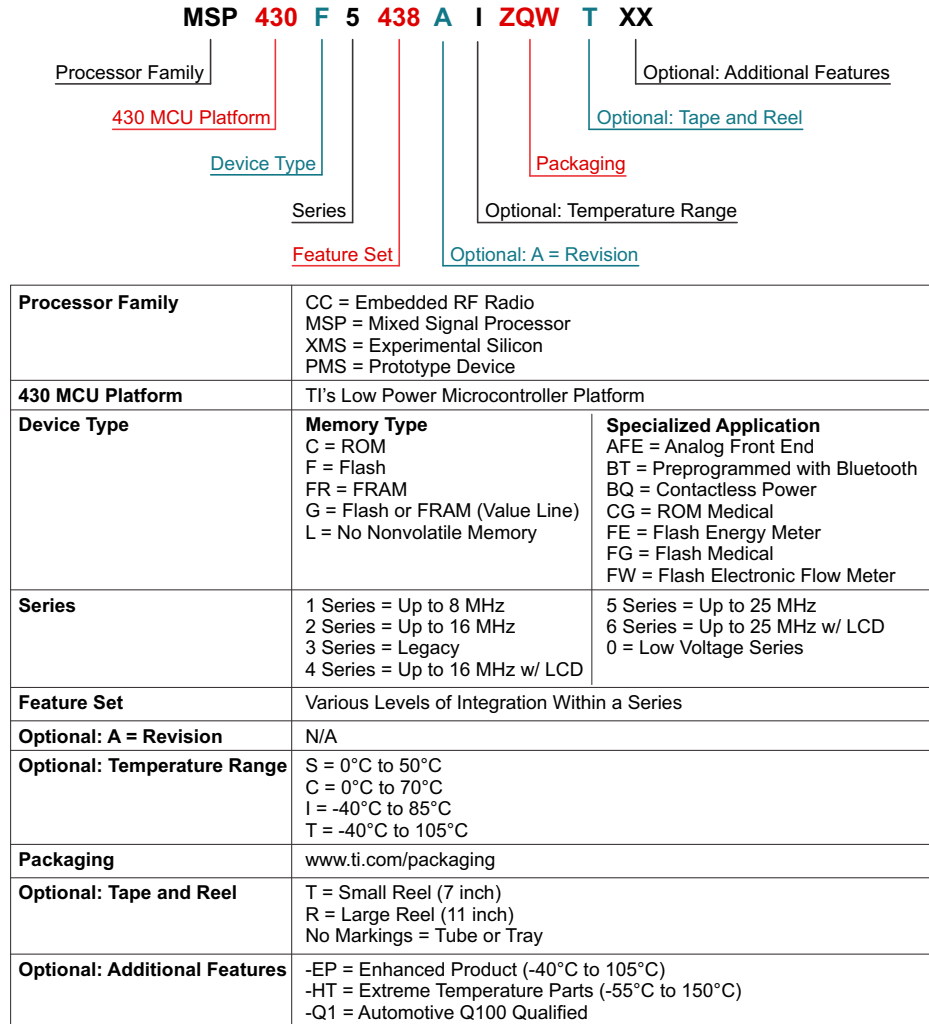 MSP 430 F 5 438 A I ZQW T XX
Processor Family
Optional: Additional Features
430 MCU Platform
Optional: Tape and Reel
Device Type
Packaging
Series
Optional: Temperature Range
Feature Set
Optional: A = Revision
Processor Family
CC = Embedded RF Radio
MSP = Mixed Signal Processor
XMS = Experimental Silicon
PMS = Prototype Device
430 MCU Platform
TI's Low Power Microcontroller Platform
Device Type
Memory Type
C = ROM
F = Flash
FR = FRAM
G = Flash or FRAM (Value Line)
L = No Nonvolatile Memory
Specialized Application
AFE = Analog Front End
BT = Preprogrammed with Bluetooth
BQ = Contactless Power
CG = ROM Medical
FE = Flash Energy Meter
FG = Flash Medical
FW = Flash Electronic Flow Meter
Series
1 Series = Up to 8 MHz
2 Series = Up to 16 MHz
3 Series = Legacy
4 Series = Up to 16 MHz w/ LCD
5 Series = Up to 25 MHz
6 Series = Up to 25 MHz w/ LCD
0 = Low Voltage Series
Feature Set
Various Levels of Integration Within a Series
Optional: A = Revision
N/A
Optional: Temperature Range
S = 0°C to 50°C
C = 0°C to 70°C
I = -40°C to 85°C
T = -40°C to 105°C
Packaging
www.ti.com/packaging
Optional: Tape and Reel
T = Small Reel (7 inch)
R = Large Reel (11 inch)
No Markings = Tube or Tray
Optional: Additional Features
-EP = Enhanced Product (-40°C to 105°C)
-HT = Extreme Temperature Parts (-55°C to 150°C)
-Q1 = Automotive Q100 Qualified